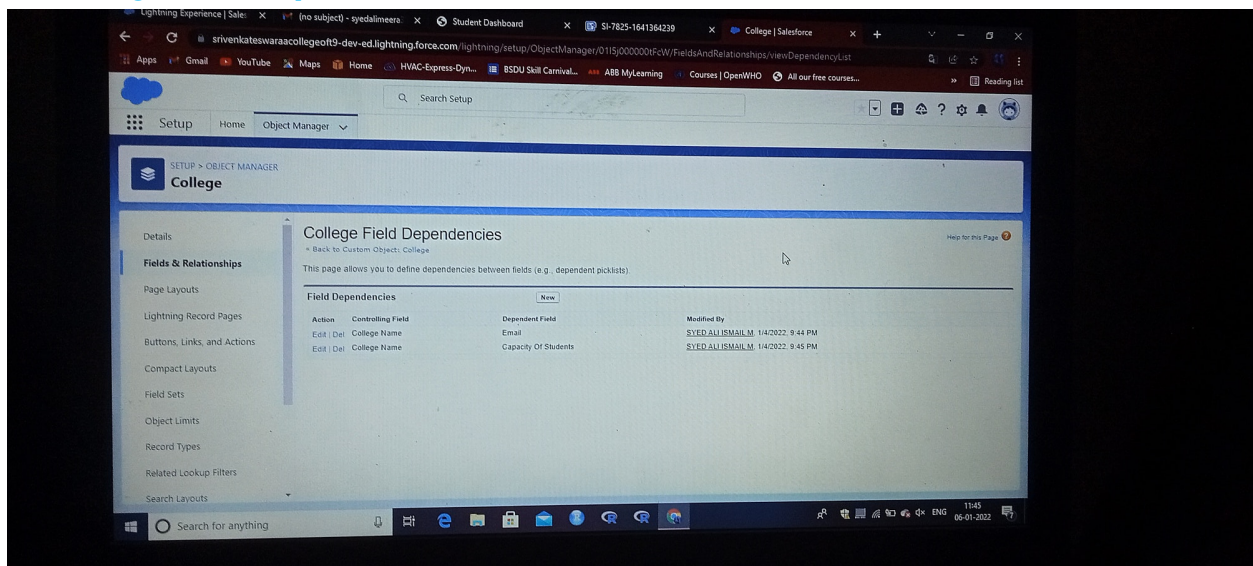 Lightning Experience | Sales
(no subject) - syedalimeera
Student Dashboard
SI-7825-1641364239
College | Salesforce
srivenkateswaraacollegeoft9-dev-ed.lightning.force.com/lightning/setup/ObjectManager/01I5j000000tFcW/FieldsAndRelationships/viewDependencyList
Apps Gmail YouTube Maps Home HVAC-Express-Dyn... BSDU Skill Carnival... ABB MyLearning Courses | OpenWHO All our free courses... » Reading list
Search Setup
Setup Home Object Manager
SETUP > OBJECT MANAGER
College
Details
Fields & Relationships
Page Layouts
Lightning Record Pages
Buttons, Links, and Actions
Compact Layouts
Field Sets
Object Limits
Record Types
Related Lookup Filters
Search Layouts
College Field Dependencies
Help for this Page
« Back to Custom Object: College
This page allows you to define dependencies between fields (e.g., dependent picklists).
Field Dependencies New
Action Controlling Field Dependent Field Modified By
Edit | Del College Name Email SYED ALI ISMAIL M, 1/4/2022, 9:44 PM
Edit | Del College Name Capacity Of Students SYED ALI ISMAIL M, 1/4/2022, 9:45 PM
Search for anything
ENG
11:45
06-01-2022